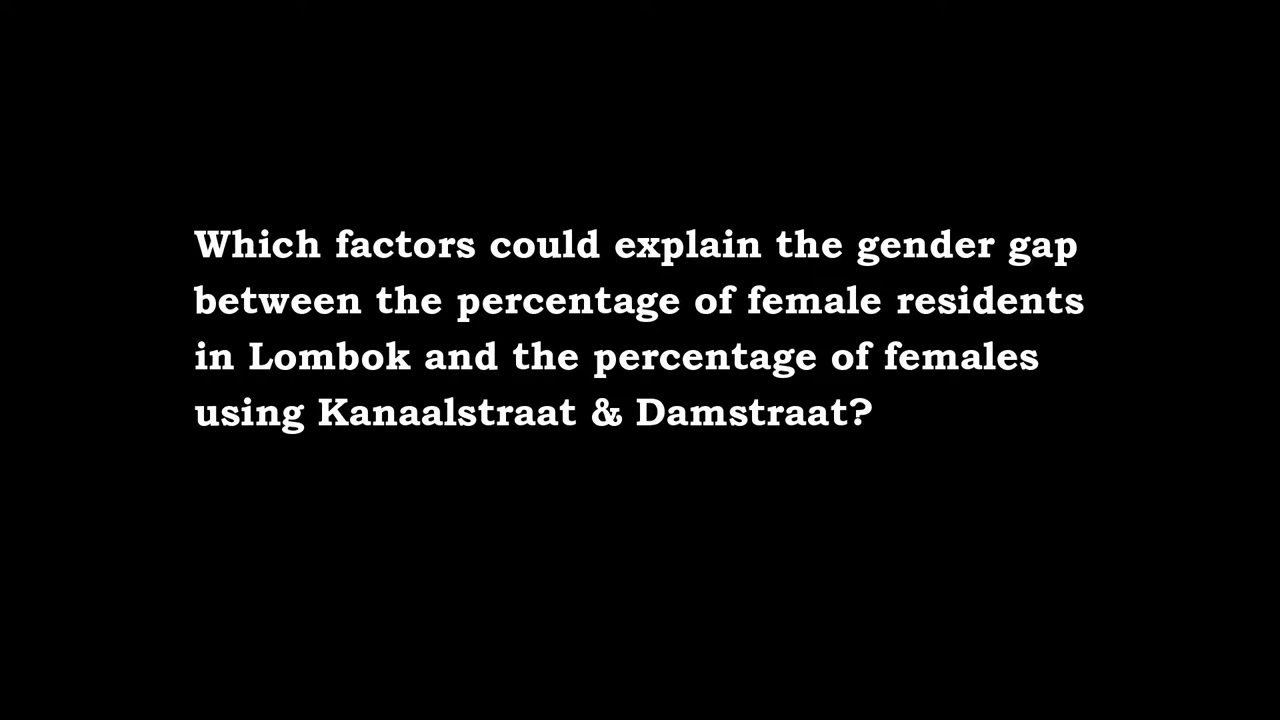 Which factors could explain the gender gap
between the percentage of female residents
in Lombok and the percentage of females
using Kanaalstraat & Damstraat?